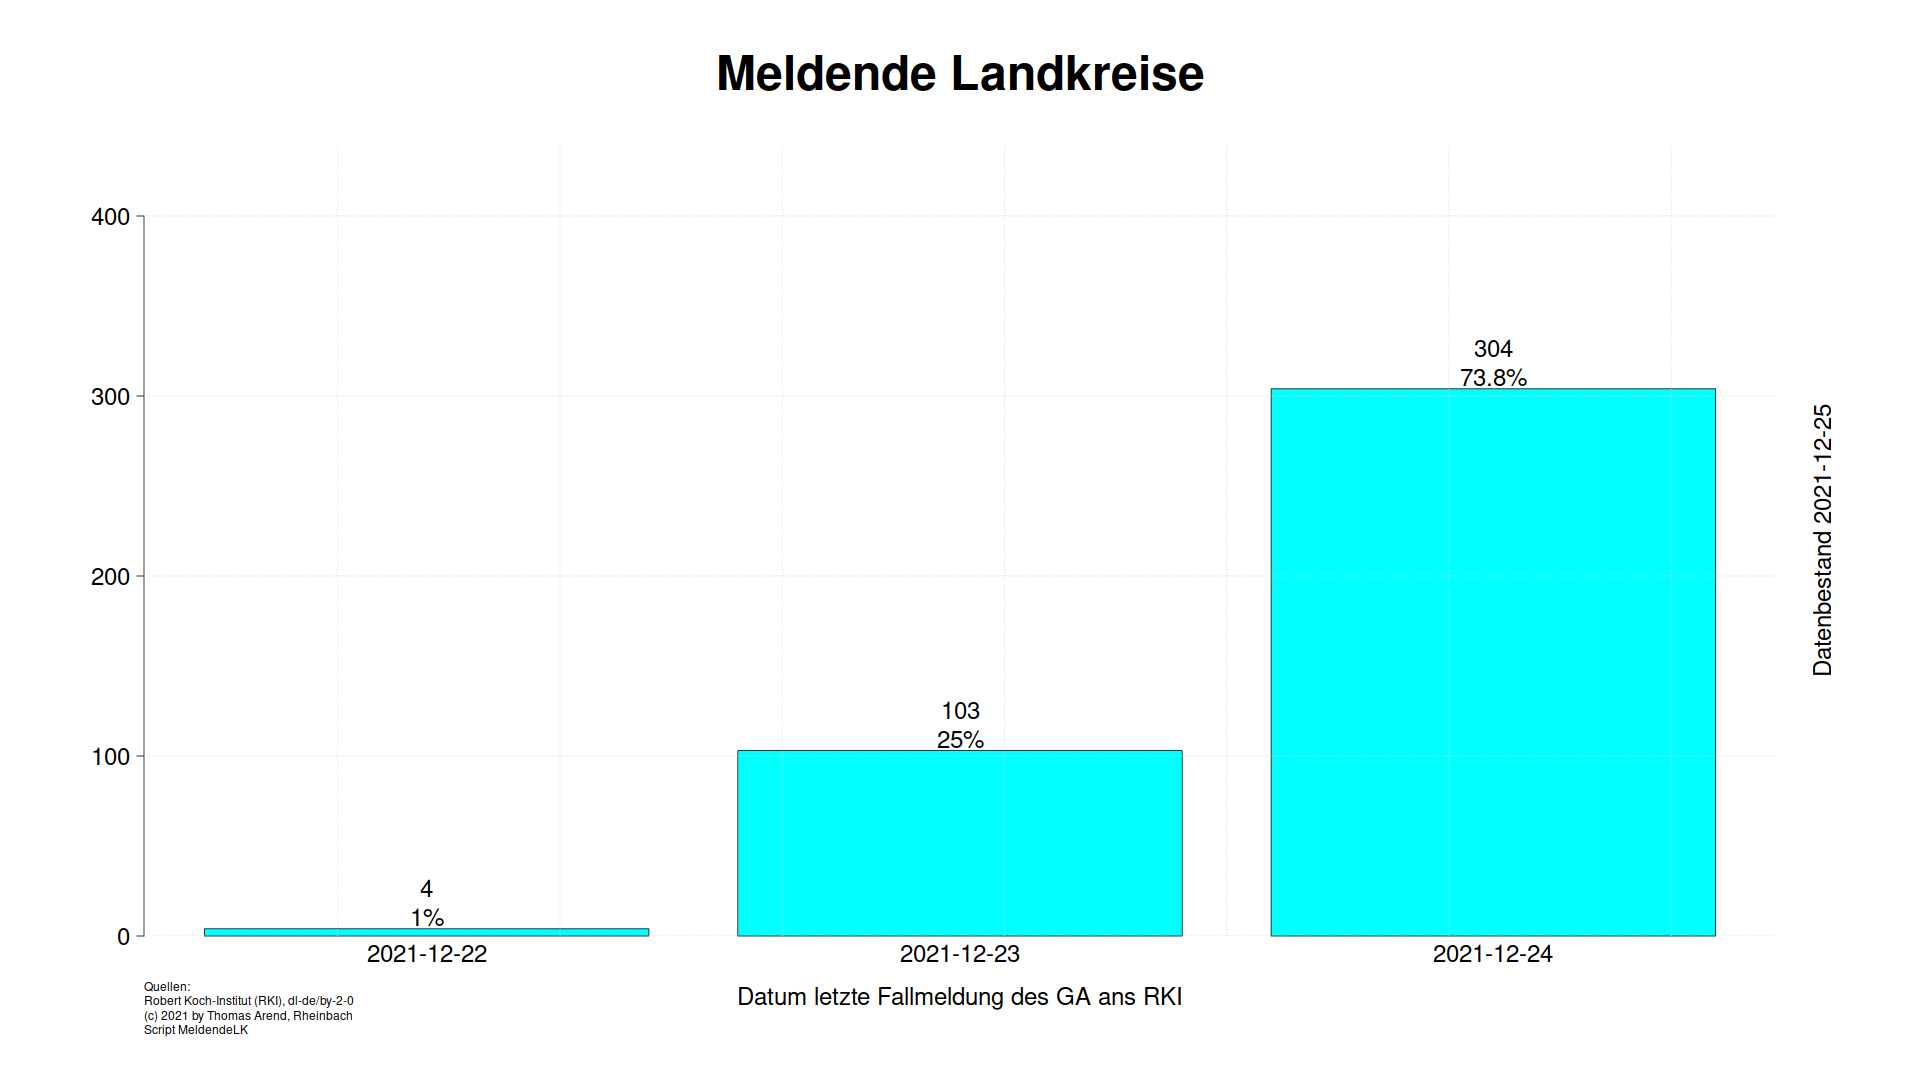 Meldende Landkreise
400
300
200
100
0
304
73.8%
103
25%
4
1%
2021-12-22
2021-12-23
2021-12-24
Datum letzte Fallmeldung des GA ans RKI
Datenbestand 2021-12-25
Quellen:
Robert Koch-Institut (RKI), dl-de/by-2-0
(c) 2021 by Thomas Arend, Rheinbach
Script MeldendeLK